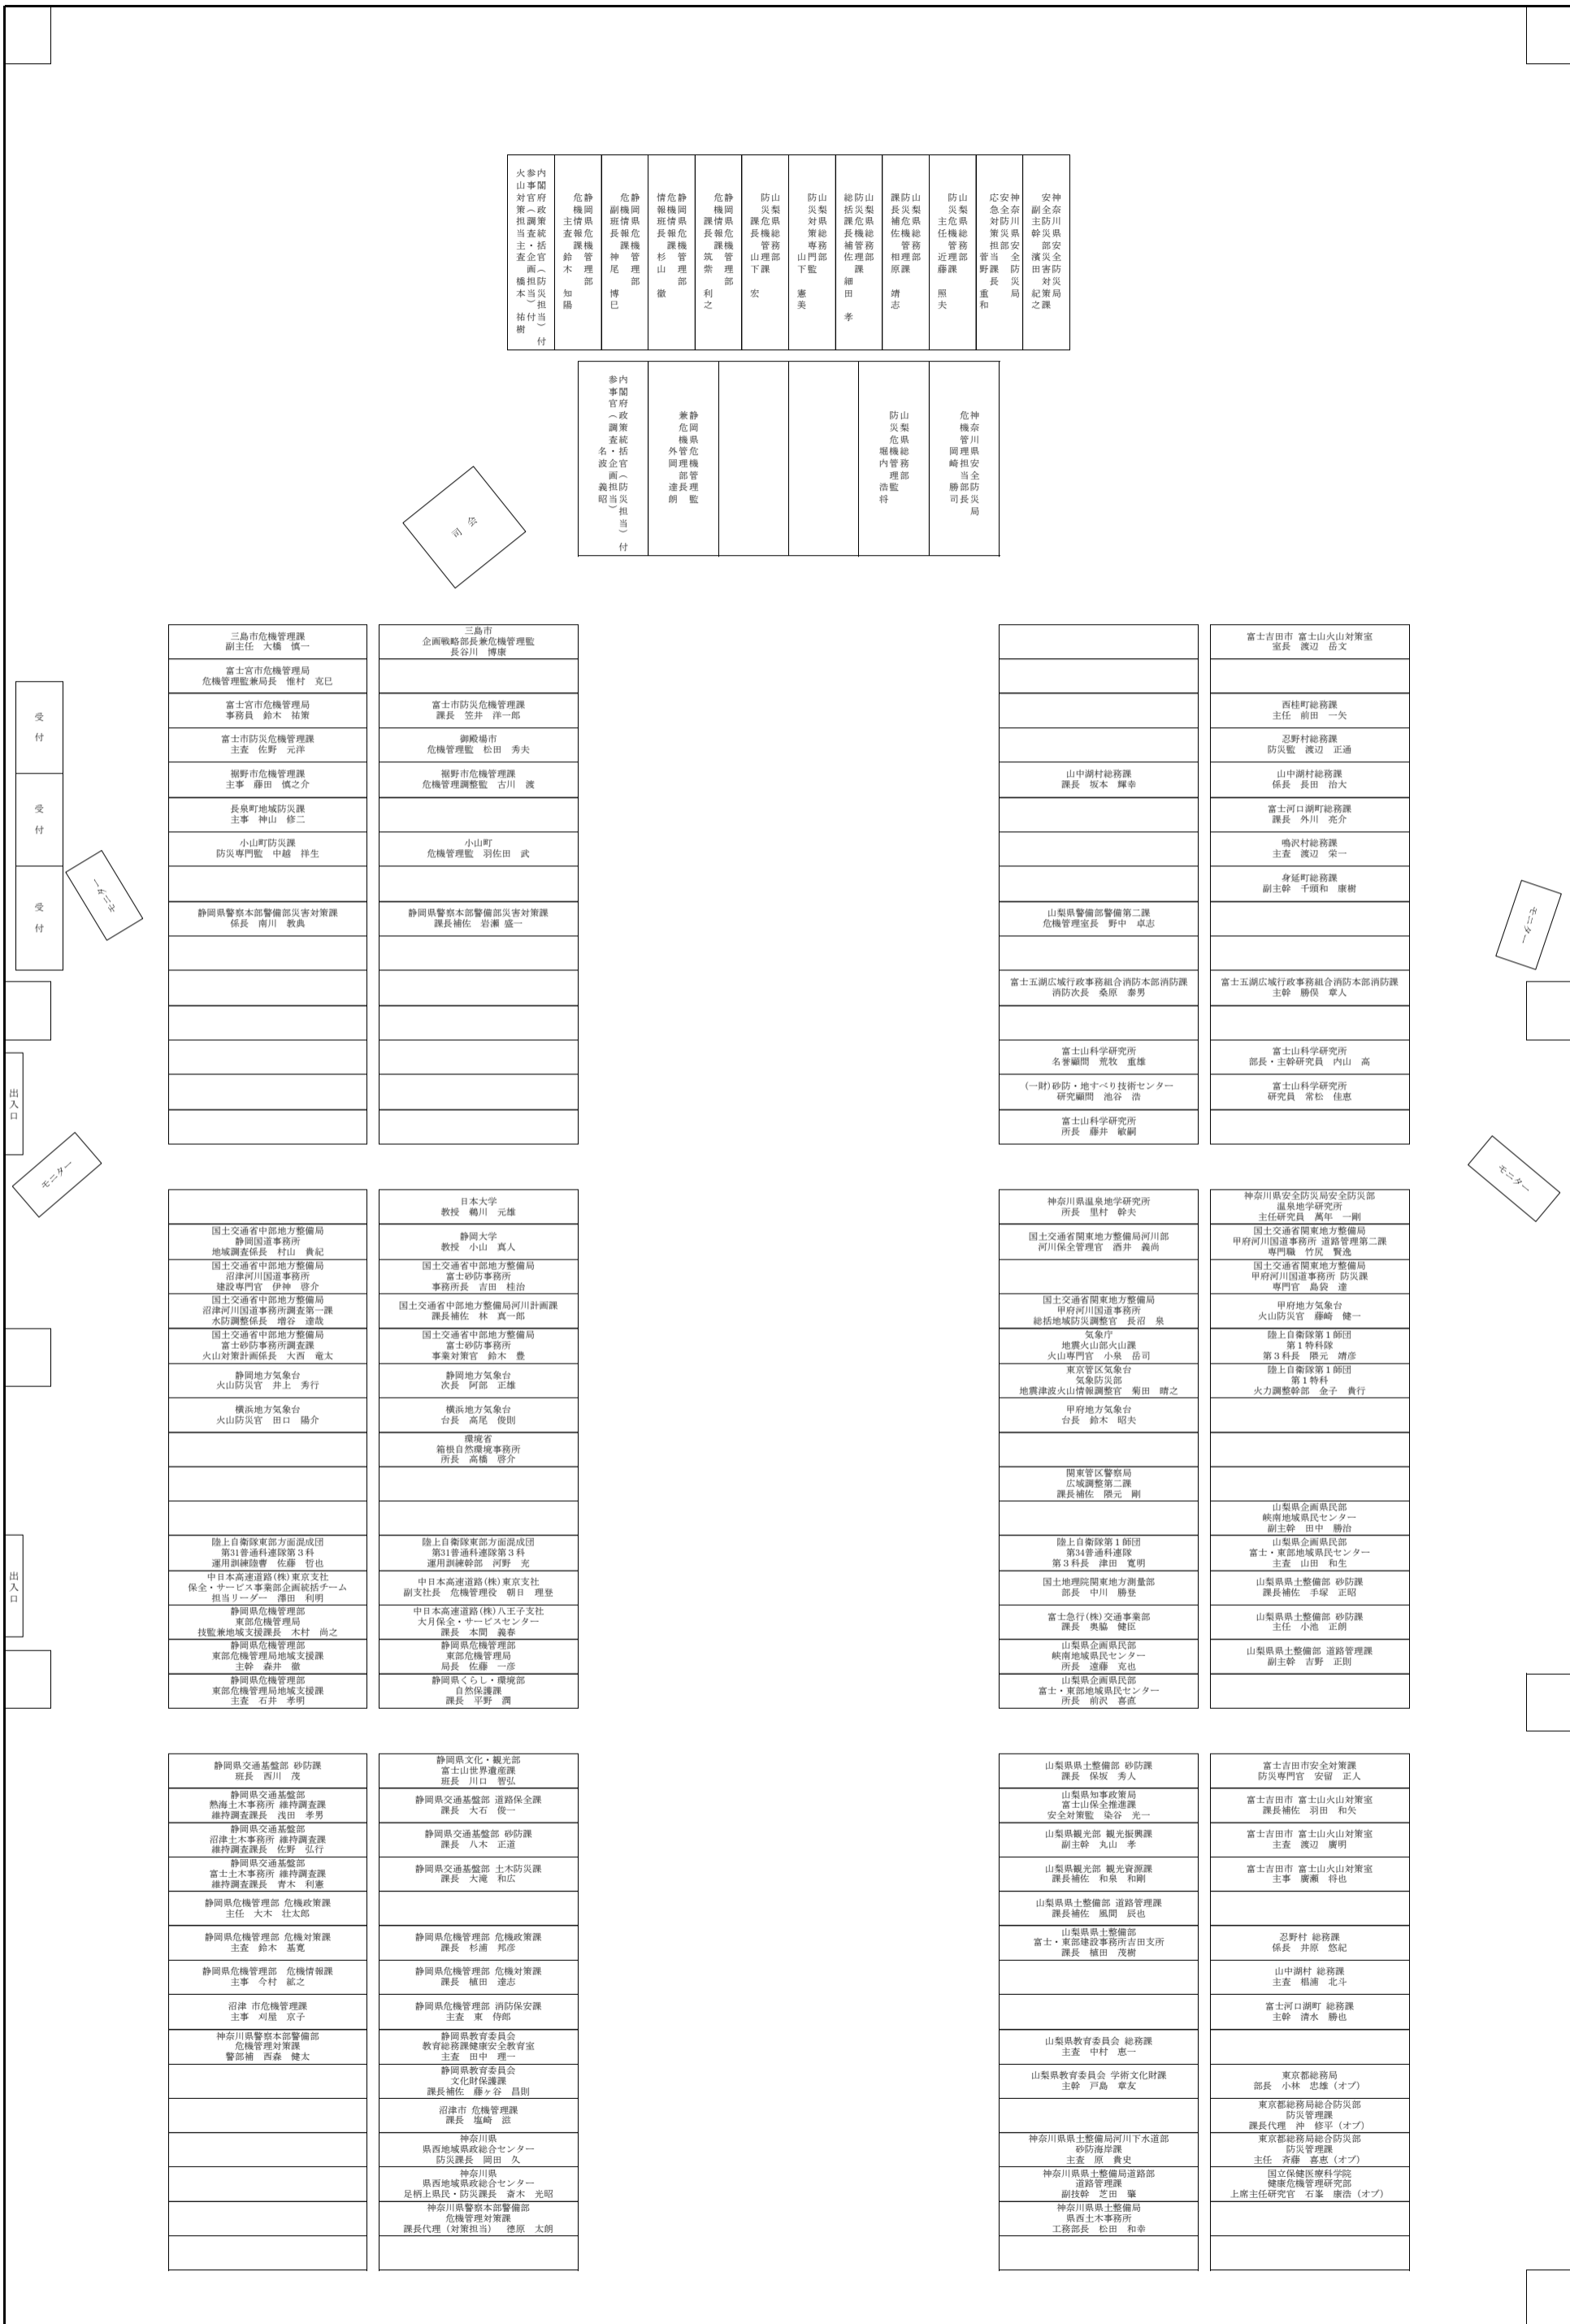 神奈川県安全防災局
安全防災部災害対策課
副主幹 濱田 紀之
神奈川県安全防災局
安全防災部
応急対策担当課長
菅野 重和
山梨県総務部
防災危機管理課
主任 近藤 照夫
山梨県総務部
防災危機管理課
課長補佐 相原 靖志
山梨県総務部
防災危機管理課
総括課長補佐 細田 孝
山梨県総務部
防災対策専門監
山下 憲美
山梨県総務部
防災危機管理課
課長 山下 宏
静岡県危機管理部
危機情報課
課長 筑紫 利之
静岡県危機管理部
危機情報課
情報班長 杉山 徹
静岡県危機管理部
危機情報課
副班長 神尾 博巳
静岡県危機管理部
危機情報課
主査 鈴木 知陽
内閣府政策統括官（防災担当）付
参事官（調査・企画担当）付
火山対策担当主査 橋本 祐樹
神奈川県安全防災局
危機管理担当部長
岡崎 勝司
山梨県総務部
防災危機管理監
堀内 浩将
静岡県危機管理監
兼危機管理部長
外岡 達朗
内閣府政策統括官（防災担当）付
参事官（調査・企画担当）
名波 義昭
司 会
三島市危機管理課
副主任 大橋 慎一
富士宮市危機管理局
危機管理監兼局長 惟村 克巳
富士宮市危機管理局
事務員 鈴木 祐策
富士市防災危機管理課
主査 佐野 元洋
裾野市危機管理課
主事 藤田 慎之介
長泉町地域防災課
主事 神山 修二
小山町防災課
防災専門監 中越 祥生
静岡県警察本部警備部災害対策課
係長 南川 教典
三島市
企画戦略部長兼危機管理監
長谷川 博康
富士市防災危機管理課
課長 笠井 洋一郎
御殿場市
危機管理監 松田 秀夫
裾野市危機管理課
危機管理調整監 古川 渡
小山町
危機管理監 羽佐田 武
静岡県警察本部警備部災害対策課
課長補佐 岩瀬 盛一
山中湖村総務課
課長 坂本 輝幸
山梨県警備部警備第二課
危機管理室長 野中 卓志
富士五湖広域行政事務組合消防本部消防課
消防次長 桑原 泰男
富士山科学研究所
名誉顧問 荒牧 重雄
(一財)砂防・地すべり技術センター
研究顧問 池谷 浩
富士山科学研究所
所長 藤井 敏嗣
富士吉田市 富士山火山対策室
室長 渡辺 岳文
西桂町総務課
主任 前田 一矢
忍野村総務課
防災監 渡辺 正通
山中湖村総務課
係長 長田 治大
富士河口湖町総務課
課長 外川 亮介
鳴沢村総務課
主査 渡辺 栄一
身延町総務課
副主幹 千頭和 康樹
富士五湖広域行政事務組合消防本部消防課
主幹 勝俣 章人
富士山科学研究所
部長・主幹研究員 内山 高
富士山科学研究所
研究員 常松 佳恵
受 付
受 付
受 付
モニター
モニター
出入口
モニター
モニター
国土交通省中部地方整備局
静岡国道事務所
地域調査係長 村山 貴紀
国土交通省中部地方整備局
沼津河川国道事務所
建設専門官 伊神 啓介
国土交通省中部地方整備局
沼津河川国道事務所調査第一課
水防調整係長 増谷 達哉
国土交通省中部地方整備局
富士砂防事務所調査課
火山対策計画係長 大西 竜太
静岡地方気象台
火山防災官 井上 秀行
横浜地方気象台
火山防災官 田口 陽介
陸上自衛隊東部方面混成団
第31普通科連隊第３科
運用訓練陸曹 佐藤 哲也
中日本高速道路(株)東京支社
保全・サービス事業部企画統括チーム
担当リーダー 澤田 利明
静岡県危機管理部
東部危機管理局
技監兼地域支援課長 木村 尚之
静岡県危機管理部
東部危機管理局地域支援課
主幹 森井 徹
静岡県危機管理部
東部危機管理局地域支援課
主査 石井 孝明
日本大学
教授 鵜川 元雄
静岡大学
教授 小山 真人
国土交通省中部地方整備局
富士砂防事務所
事務所長 吉田 桂治
国土交通省中部地方整備局河川計画課
課長補佐 林 真一郎
国土交通省中部地方整備局
富士砂防事務所
事業対策官 鈴木 豊
静岡地方気象台
次長 阿部 正雄
横浜地方気象台
台長 高尾 俊則
環境省
箱根自然環境事務所
所長 高橋 啓介
陸上自衛隊東部方面混成団
第31普通科連隊第３科
運用訓練幹部 河野 充
中日本高速道路(株)東京支社
副支社長 危機管理役 朝日 理登
中日本高速道路(株)八王子支社
大月保全・サービスセンター
課長 本間 義春
静岡県危機管理部
東部危機管理局
局長 佐藤 一彦
静岡県くらし・環境部
自然保護課
課長 平野 潤
神奈川県温泉地学研究所
所長 里村 幹夫
国土交通省関東地方整備局河川部
河川保全管理官 酒井 義尚
国土交通省関東地方整備局
甲府河川国道事務所
総括地域防災調整官 長沼 泉
気象庁
地震火山部火山課
火山専門官 小泉 岳司
東京管区気象台
気象防災部
地震津波火山情報調整官 菊田 晴之
甲府地方気象台
台長 鈴木 昭夫
関東管区警察局
広域調整第二課
課長補佐 隈元 剛
陸上自衛隊第１師団
第34普通科連隊
第３科長 津田 寛明
国土地理院関東地方測量部
部長 中川 勝登
富士急行(株)交通事業部
課長 奥脇 健臣
山梨県企画県民部
峡南地域県民センター
所長 遠藤 克也
山梨県企画県民部
富士・東部地域県民センター
所長 前沢 喜直
神奈川県安全防災局安全防災部
温泉地学研究所
主任研究員 萬年 一剛
国土交通省関東地方整備局
甲府河川国道事務所 道路管理第二課
専門職 竹尻 賢逸
国土交通省関東地方整備局
甲府河川国道事務所 防災課
専門官 島袋 達
甲府地方気象台
火山防災官 藤崎 健一
陸上自衛隊第１師団
第１特科隊
第３科長 隈元 靖彦
陸上自衛隊第１師団
第１特科
火力調整幹部 金子 貴行
山梨県企画県民部
峡南地域県民センター
副主幹 田中 勝治
山梨県企画県民部
富士・東部地域県民センター
主査 山田 和生
山梨県県土整備部 砂防課
課長補佐 手塚 正昭
山梨県県土整備部 砂防課
主任 小池 正朗
山梨県県土整備部 道路管理課
副主幹 吉野 正則
出入口
静岡県交通基盤部 砂防課
班長 西川 茂
静岡県交通基盤部
熱海土木事務所 維持調査課
維持調査課長 浅田 孝男
静岡県交通基盤部
沼津土木事務所 維持調査課
維持調査課長 佐野 弘行
静岡県交通基盤部
富士土木事務所 維持調査課
維持調査課長 青木 利憲
静岡県危機管理部 危機政策課
主任 大木 壮太郎
静岡県危機管理部 危機対策課
主査 鈴木 基寛
静岡県危機管理部 危機情報課
主事 今村 紘之
沼津 市危機管理課
主事 刈屋 京子
神奈川県警察本部警備部
危機管理対策課
警部補 西森 健太
静岡県文化・観光部
富士山世界遺産課
班長 川口 智弘
静岡県交通基盤部 道路保全課
課長 大石 俊一
静岡県交通基盤部 砂防課
課長 八木 正道
静岡県交通基盤部 土木防災課
課長 大滝 和広
静岡県危機管理部 危機政策課
課長 杉浦 邦彦
静岡県危機管理部 危機対策課
課長 植田 達志
静岡県危機管理部 消防保安課
主査 東 侍郎
静岡県教育委員会
教育総務課健康安全教育室
主査 田中 理一
静岡県教育委員会
文化財保護課
課長補佐 藤ヶ谷 昌則
沼津市 危機管理課
課長 塩崎 滋
神奈川県
県西地域県政総合センター
防災課長 岡田 久
神奈川県
県西地域県政総合センター
足柄上県民・防災課長 斎木 光昭
神奈川県警察本部警備部
危機管理対策課
課長代理（対策担当） 徳原 太朗
山梨県県土整備部 砂防課
課長 保坂 秀人
山梨県知事政策局
富士山保全推進課
安全対策監 染谷 光一
山梨県観光部 観光振興課
副主幹 丸山 孝
山梨県観光部 観光資源課
課長補佐 和泉 和剛
山梨県県土整備部 道路管理課
課長補佐 風間 辰也
山梨県県土整備部
富士・東部建設事務所吉田支所
課長 植田 茂樹
山梨県教育委員会 総務課
主査 中村 恵一
山梨県教育委員会 学術文化財課
主幹 戸島 章友
神奈川県県土整備局河川下水道部
砂防海岸課
主査 原 貴史
神奈川県県土整備局道路部
道路管理課
副技幹 芝田 肇
神奈川県県土整備局
県西土木事務所
工務部長 松田 和幸
富士吉田市安全対策課
防災専門官 安留 正人
富士吉田市 富士山火山対策室
課長補佐 羽田 和矢
富士吉田市 富士山火山対策室
主査 渡辺 廣明
富士吉田市 富士山火山対策室
主事 廣瀬 将也
忍野村 総務課
係長 井原 悠紀
山中湖村 総務課
主査 椙浦 北斗
富士河口湖町 総務課
主幹 清水 勝也
東京都総務局
部長 小林 忠雄（オブ）
東京都総務局総合防災部
防災管理課
課長代理 沖 修平（オブ）
東京都総務局総合防災部
防災管理課
主任 斉藤 喜恵（オブ）
国立保健医療科学院
健康危機管理研究部
上席主任研究官 石峯 康浩（オブ）